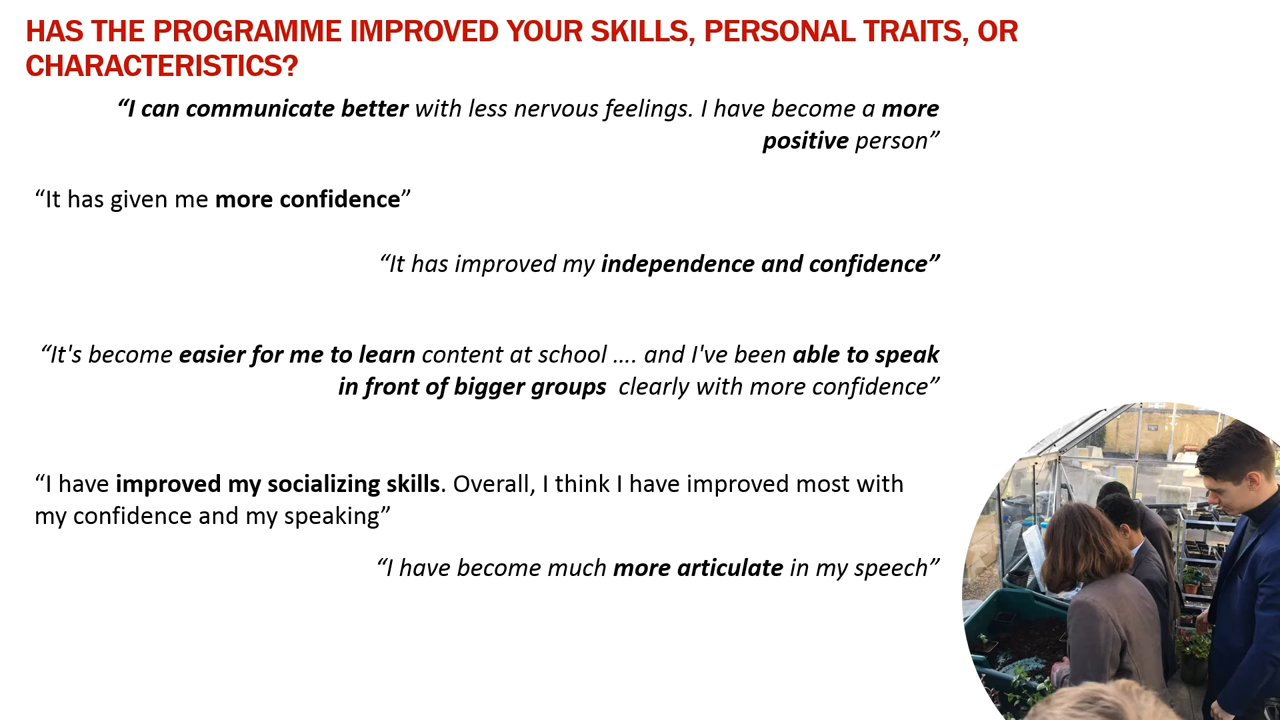 HAS THE PROGRAMME IMPROVED YOUR SKILLS, PERSONAL TRAITS, OR
CHARACTERISTICS?
“I can communicate better with less nervous feelings. I have become a more
positive person”
“It has given me more confidence”
“It has improved my independence and confidence”
“It's become easier for me to learn content at school .... and I've been able to speak
in front of bigger groups  clearly with more confidence”
“I have improved my socializing skills. Overall, I think I have improved most with
my confidence and my speaking”
“I have become much more articulate in my speech”